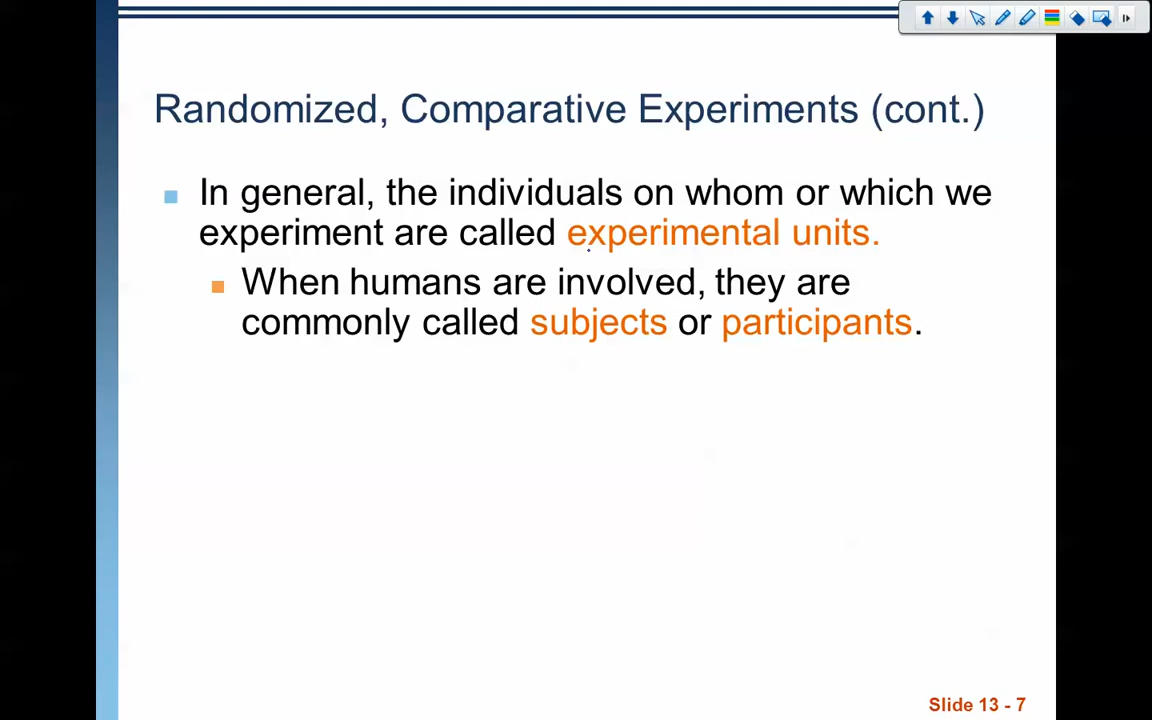 Randomized, Comparative Experiments (cont.)
In general, the individuals on whom or which we
experiment are called experimental units.
When humans are involved, they are
commonly called subjects or participants.
Slide 13 - 7